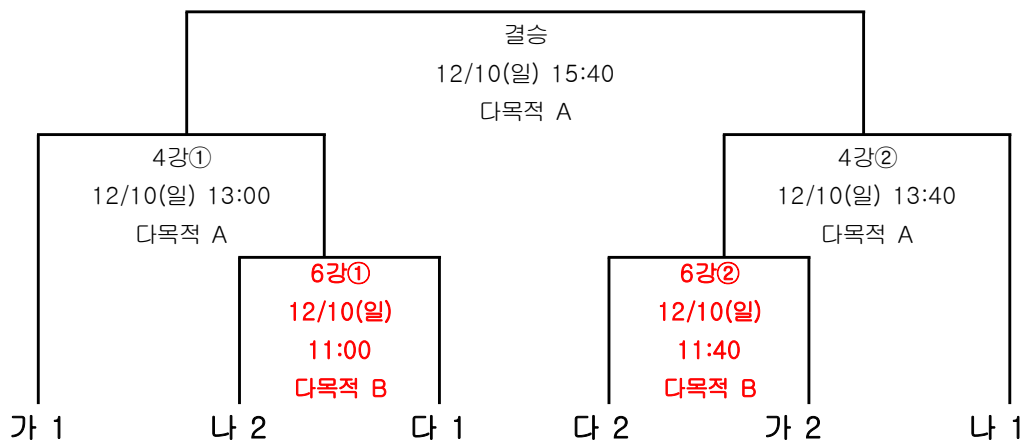 결승
12/10(일) 15:40
다목적 A
4강①
12/10(일) 13:00
다목적 A
4강②
12/10(일) 13:40
다목적 A
6강①
12/10(일)
11:00
다목적 B
6강②
12/10(일)
11:40
다목적 B
가 1
나 2
다 1
다 2
가 2
나 1